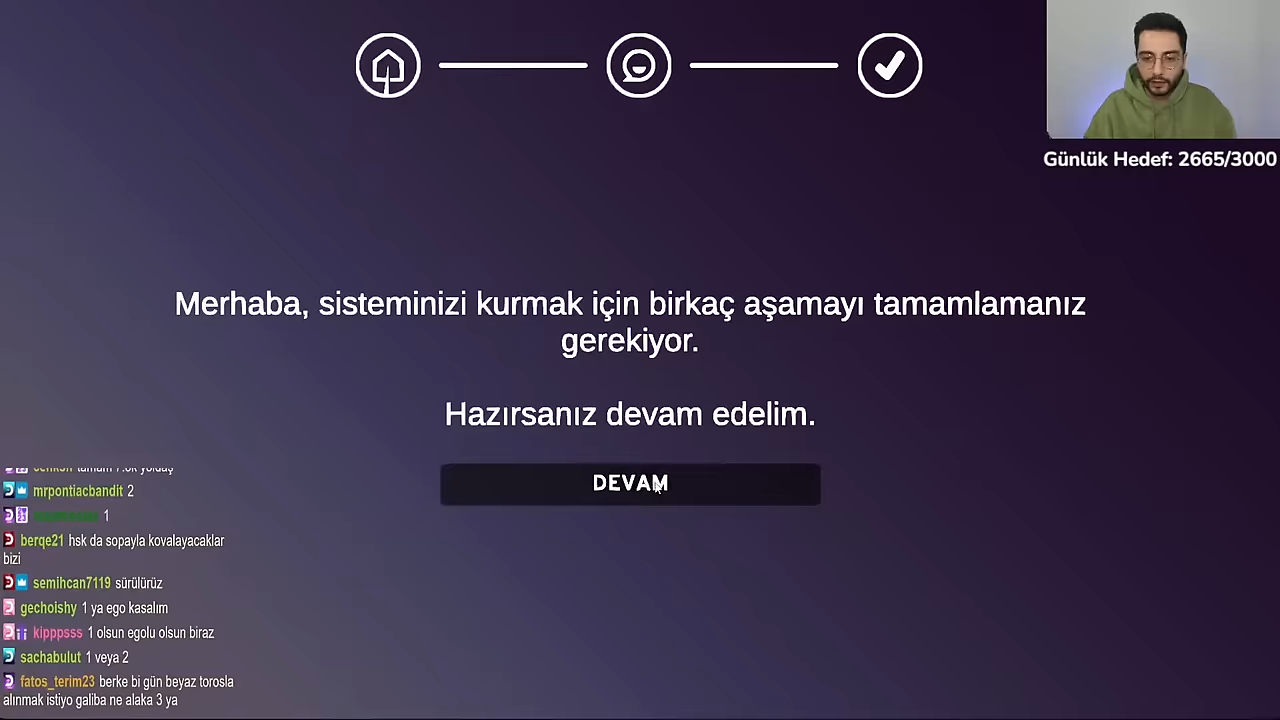 Günlük Hedef: 2665/3000
Merhaba, sisteminizi kurmak için birkaç aşamayı tamamlamanız
gerekiyor.
Hazırsanız devam edelim.
DEVAM
mrpontiacbandit 2
1
berqe21 hsk da sopayla kovalayacaklar
bizi
semihcan7119 sürülürüz
gechoishy 1 ya ego kasalım
kipppsss 1 olsun egolu olsun biraz
sachabulut 1 veya 2
fatos_terim23 berke bi gün beyaz torosla
alınmak istiyo galiba ne alaka 3 ya